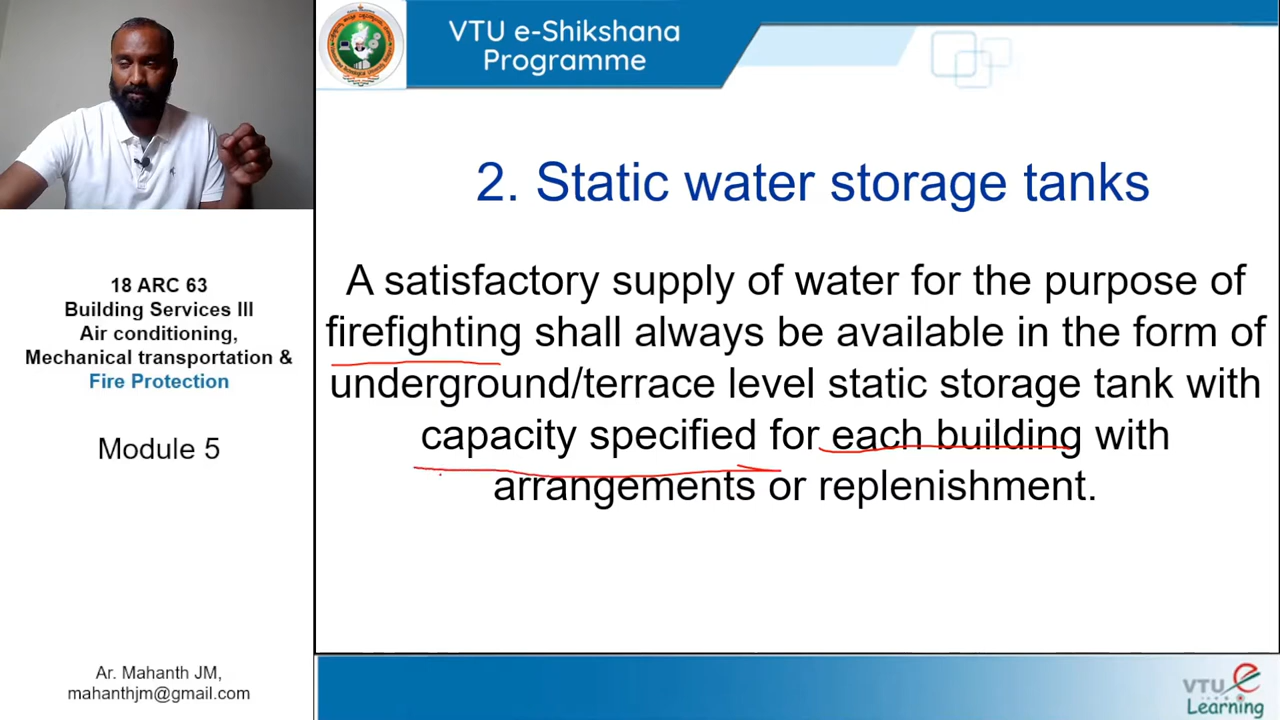 VTU e-Shikshana
Programme
2. Static water storage tanks
A satisfactory supply of water for the purpose of
firefighting shall always be available in the form of
underground/terrace level static storage tank with
capacity specified for each building with
arrangements or replenishment.
18 ARC 63
Building Services III
Air conditioning,
Mechanical transportation &
Fire Protection
Module 5
Ar. Mahanth JM,
mahanthjm@gmail.com
VTU e
Learning